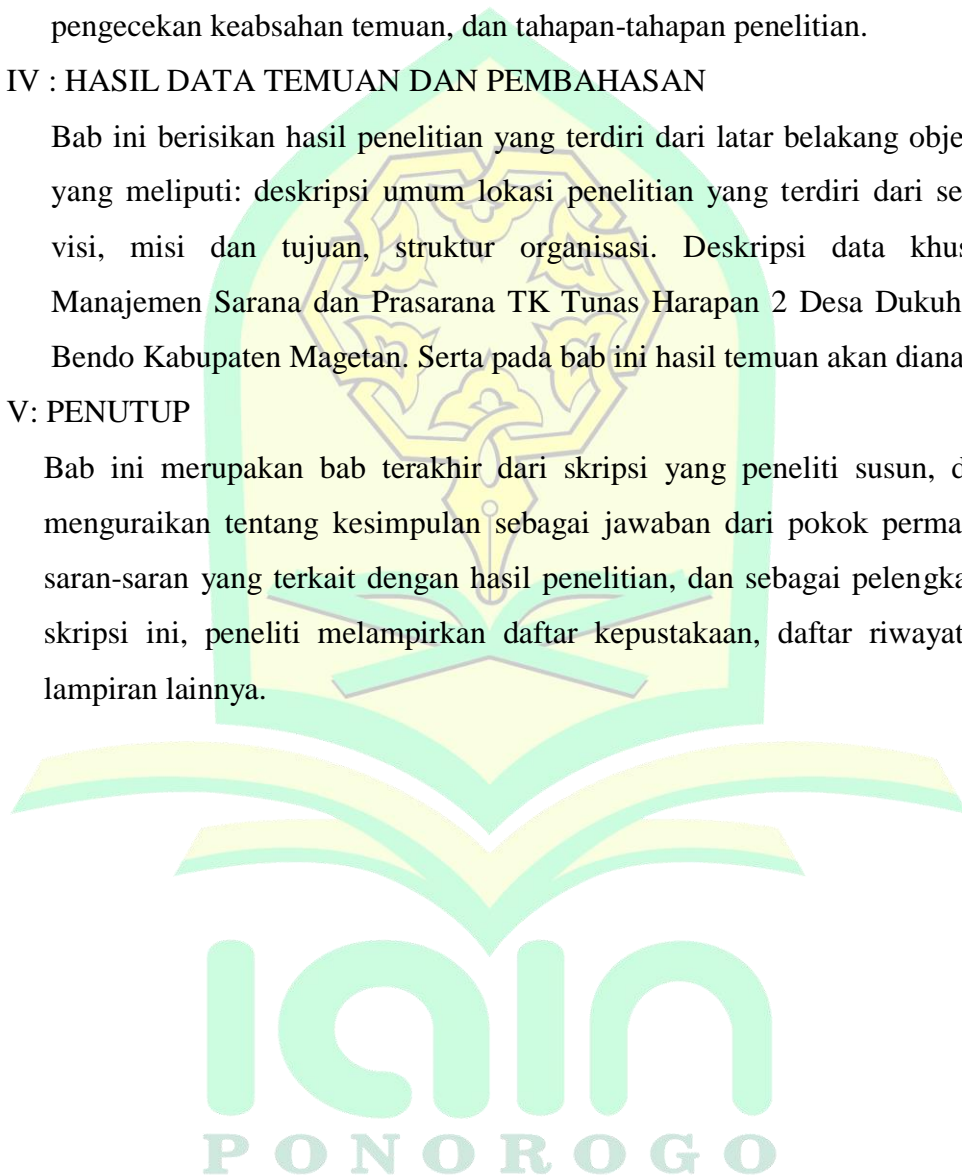 pengecekan keabsahan temuan, dan tahapan-tahapan penelitian.
IV : HASIL DATA TEMUAN DAN PEMBAHASAN
Bab ini berisikan hasil penelitian yang terdiri dari latar belakang obje
yang meliputi: deskripsi umum lokasi penelitian yang terdiri dari se
visi, misi dan tujuan, struktur organisasi. Deskripsi data khus
Manajemen Sarana dan Prasarana TK Tunas Harapan 2 Desa Dukuh
Bendo Kabupaten Magetan. Serta pada bab ini hasil temuan akan diana
V: PENUTUP
Bab ini merupakan bab terakhir dari skripsi yang peneliti susun, d
menguraikan tentang kesimpulan sebagai jawaban dari pokok perma
saran-saran yang terkait dengan hasil penelitian, dan sebagai pelengka
skripsi ini, peneliti melampirkan daftar kepustakaan, daftar riwayat
lampiran lainnya.
iain
PONOROGO